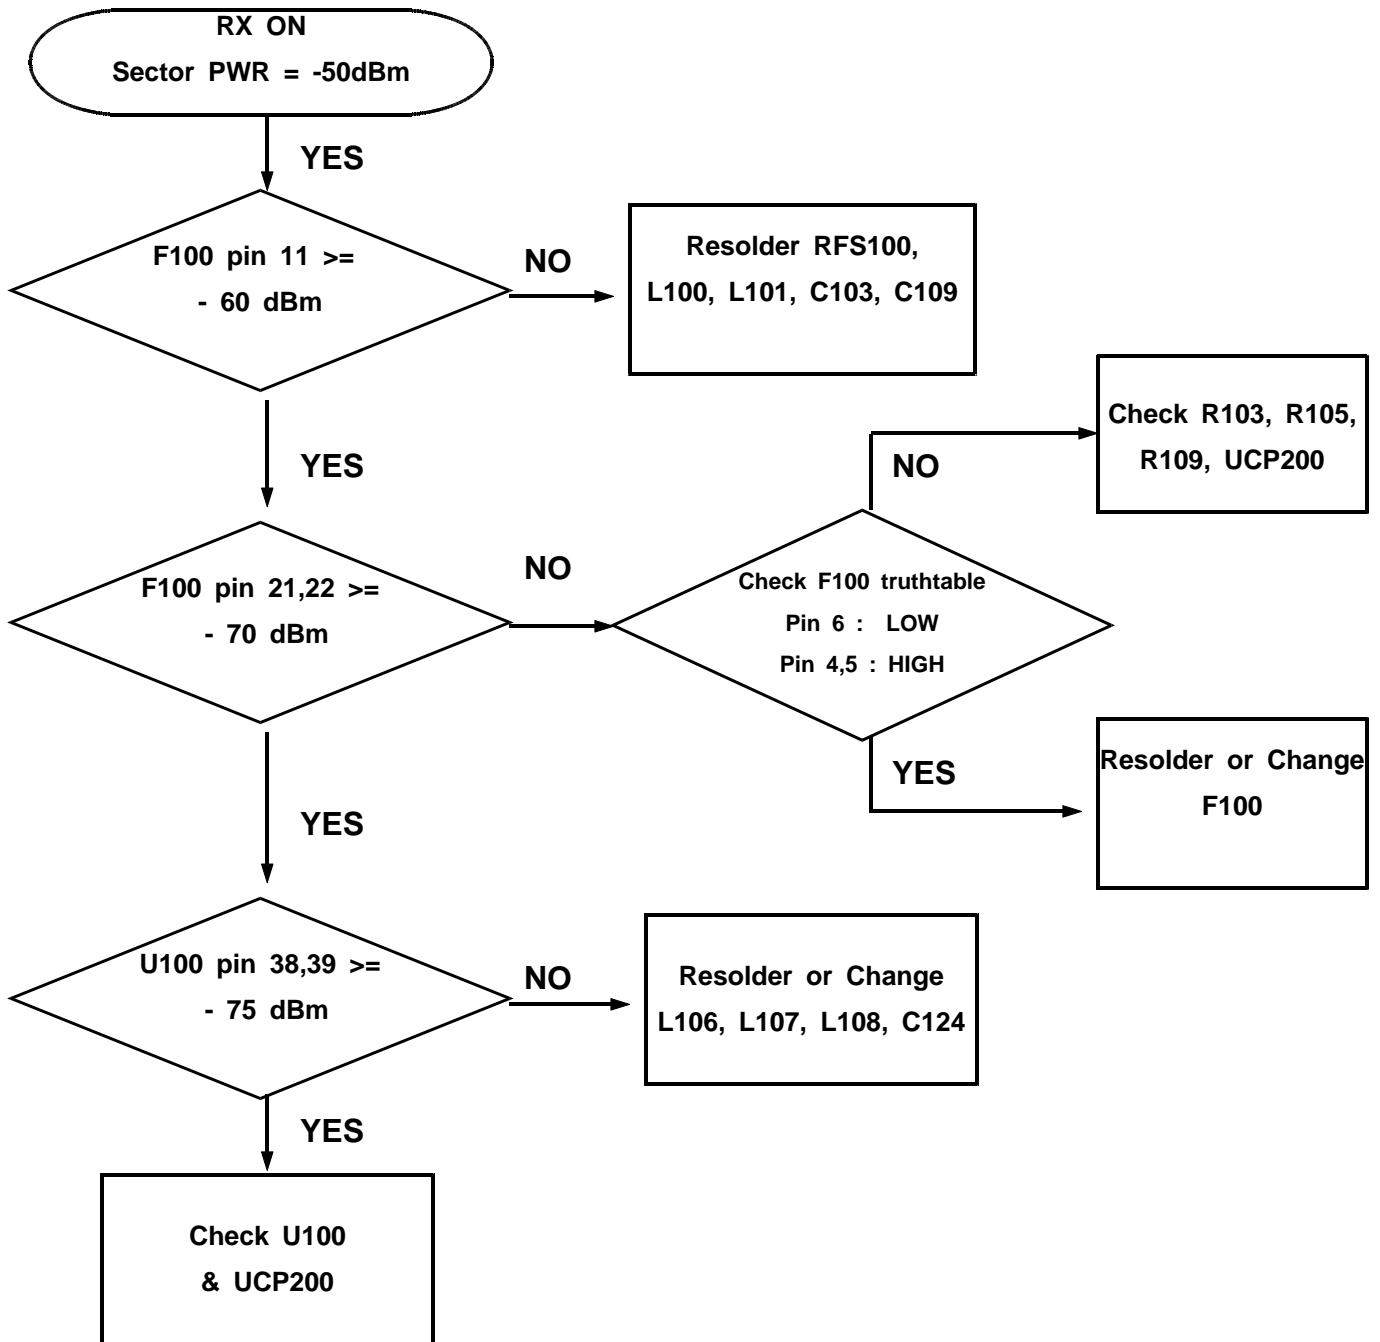 RX ON
Sector PWR = -50dBm
YES
F100 pin 11 >=
- 60 dBm
NO
Resolder RFS100,
L100, L101, C103, C109
YES
F100 pin 21,22 >=
- 70 dBm
NO
Check F100 truthtable
Pin 6 : LOW
Pin 4,5 : HIGH
NO
Check R103, R105,
R109, UCP200
YES
Resolder or Change
F100
YES
U100 pin 38,39 >=
- 75 dBm
NO
Resolder or Change
L106, L107, L108, C124
YES
Check U100
& UCP200